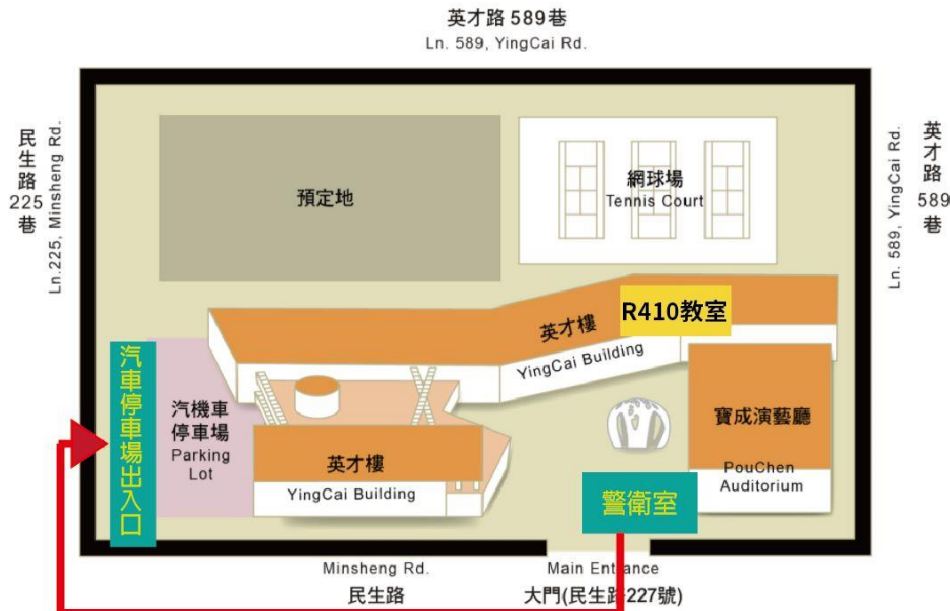 英才路 589巷
Ln. 589, YingCai Rd.
民生路225巷
Ln.225, Minsheng Rd.
預定地
網球場
Tennis Court
英才路589巷
Ln. 589, YingCai Rd.
R410教室
英才樓
YingCai Building
汽車停車場出入口
汽機車
停車場
Parking
Lot
英才樓
YingCai Building
寶成演藝廳
PouChen
Auditorium
警衛室
Minsheng Rd.
民生路
Main Entrance
大門(民生路227號)